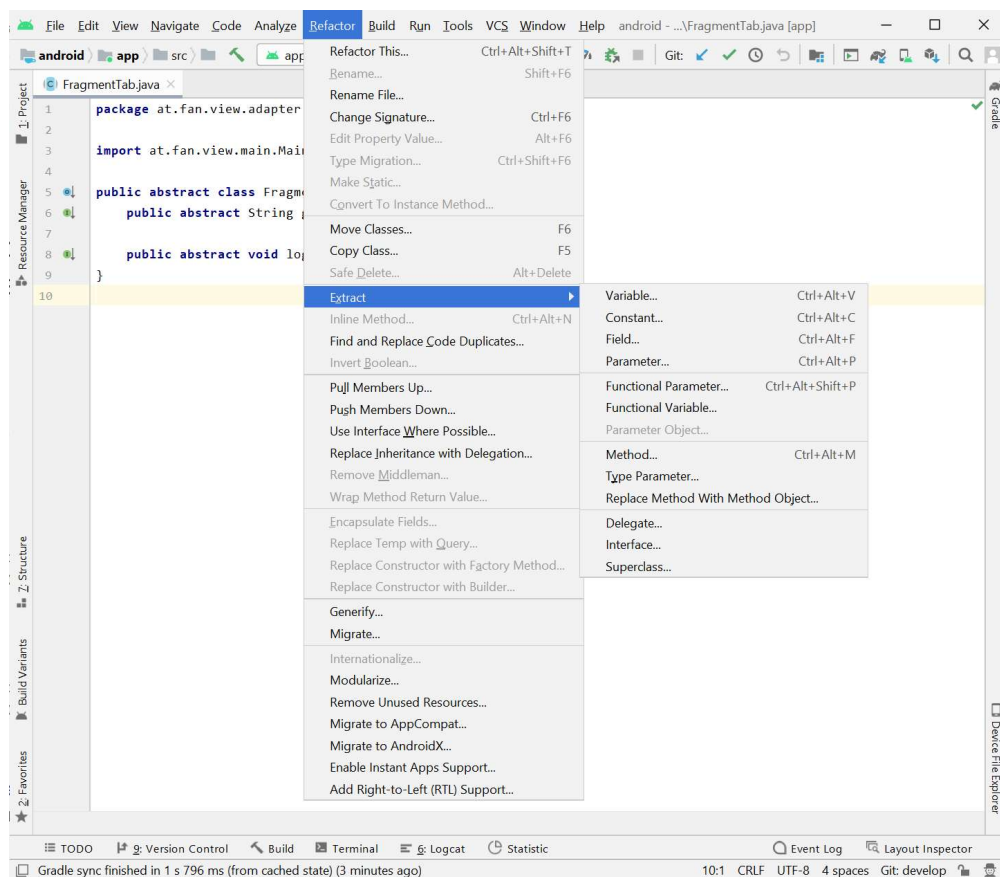 File Edit View Navigate Code Analyze Refactor Build Run Tools VCS Window Help android - ...\FragmentTab.java [app]
android app src app Git:
FragmentTab.java
1 package at.fan.view.adapter
2
3 import at.fan.view.main.Mai
4
5 public abstract class Fragm
6 public abstract String
7
8 public abstract void lo
9 }
10
Refactor This... Ctrl+Alt+Shift+T
Rename... Shift+F6
Rename File...
Change Signature... Ctrl+F6
Edit Property Value... Alt+F6
Type Migration... Ctrl+Shift+F6
Make Static...
Convert To Instance Method...
Move Classes... F6
Copy Class... F5
Safe Delete... Alt+Delete
Extract
Inline Method... Ctrl+Alt+N
Find and Replace Code Duplicates...
Invert Boolean...
Pull Members Up...
Push Members Down...
Use Interface Where Possible...
Replace Inheritance with Delegation...
Remove Middleman...
Wrap Method Return Value...
Encapsulate Fields...
Replace Temp with Query...
Replace Constructor with Factory Method...
Replace Constructor with Builder...
Generify...
Migrate...
Internationalize...
Modularize...
Remove Unused Resources...
Migrate to AppCompat...
Migrate to AndroidX...
Enable Instant Apps Support...
Add Right-to-Left (RTL) Support...
Variable... Ctrl+Alt+V
Constant... Ctrl+Alt+C
Field... Ctrl+Alt+F
Parameter... Ctrl+Alt+P
Functional Parameter... Ctrl+Alt+Shift+P
Functional Variable...
Parameter Object...
Method... Ctrl+Alt+M
Type Parameter...
Replace Method With Method Object...
Delegate...
Interface...
Superclass...
1: Project
Resource Manager
7: Structure
Build Variants
2: Favorites
Gradle
Device File Explorer
TODO 9: Version Control Build Terminal 6: Logcat Statistic Event Log Layout Inspector
Gradle sync finished in 1 s 796 ms (from cached state) (3 minutes ago) 10:1 CRLF UTF-8 4 spaces Git: develop